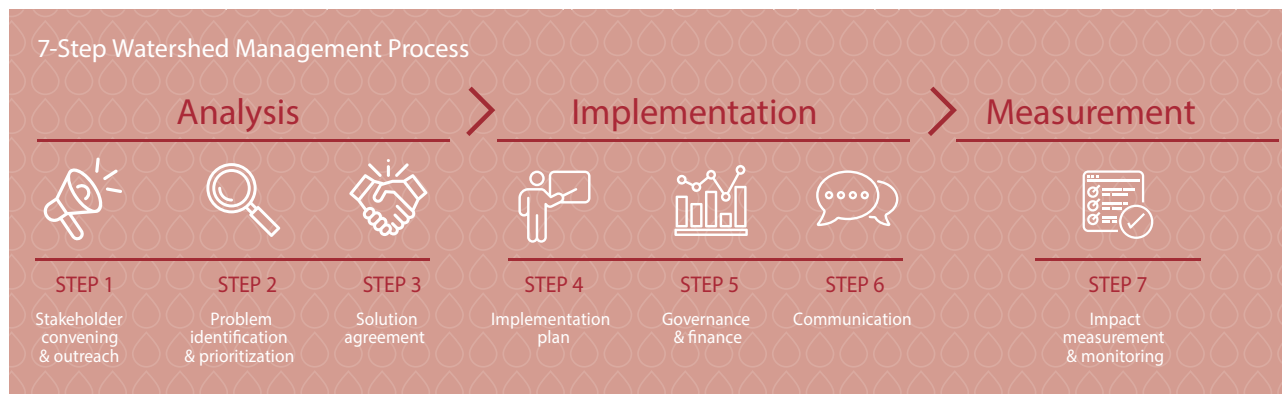 7-Step Watershed Management Process
Analysis
Implementation
Measurement
STEP 1
Stakeholder
convening
& outreach
STEP 2
Problem
identification
& prioritization
STEP 3
Solution
agreement
STEP 4
Implementation
plan
STEP 5
Governance
& finance
STEP 6
Communication
STEP 7
Impact
measurement
& monitoring